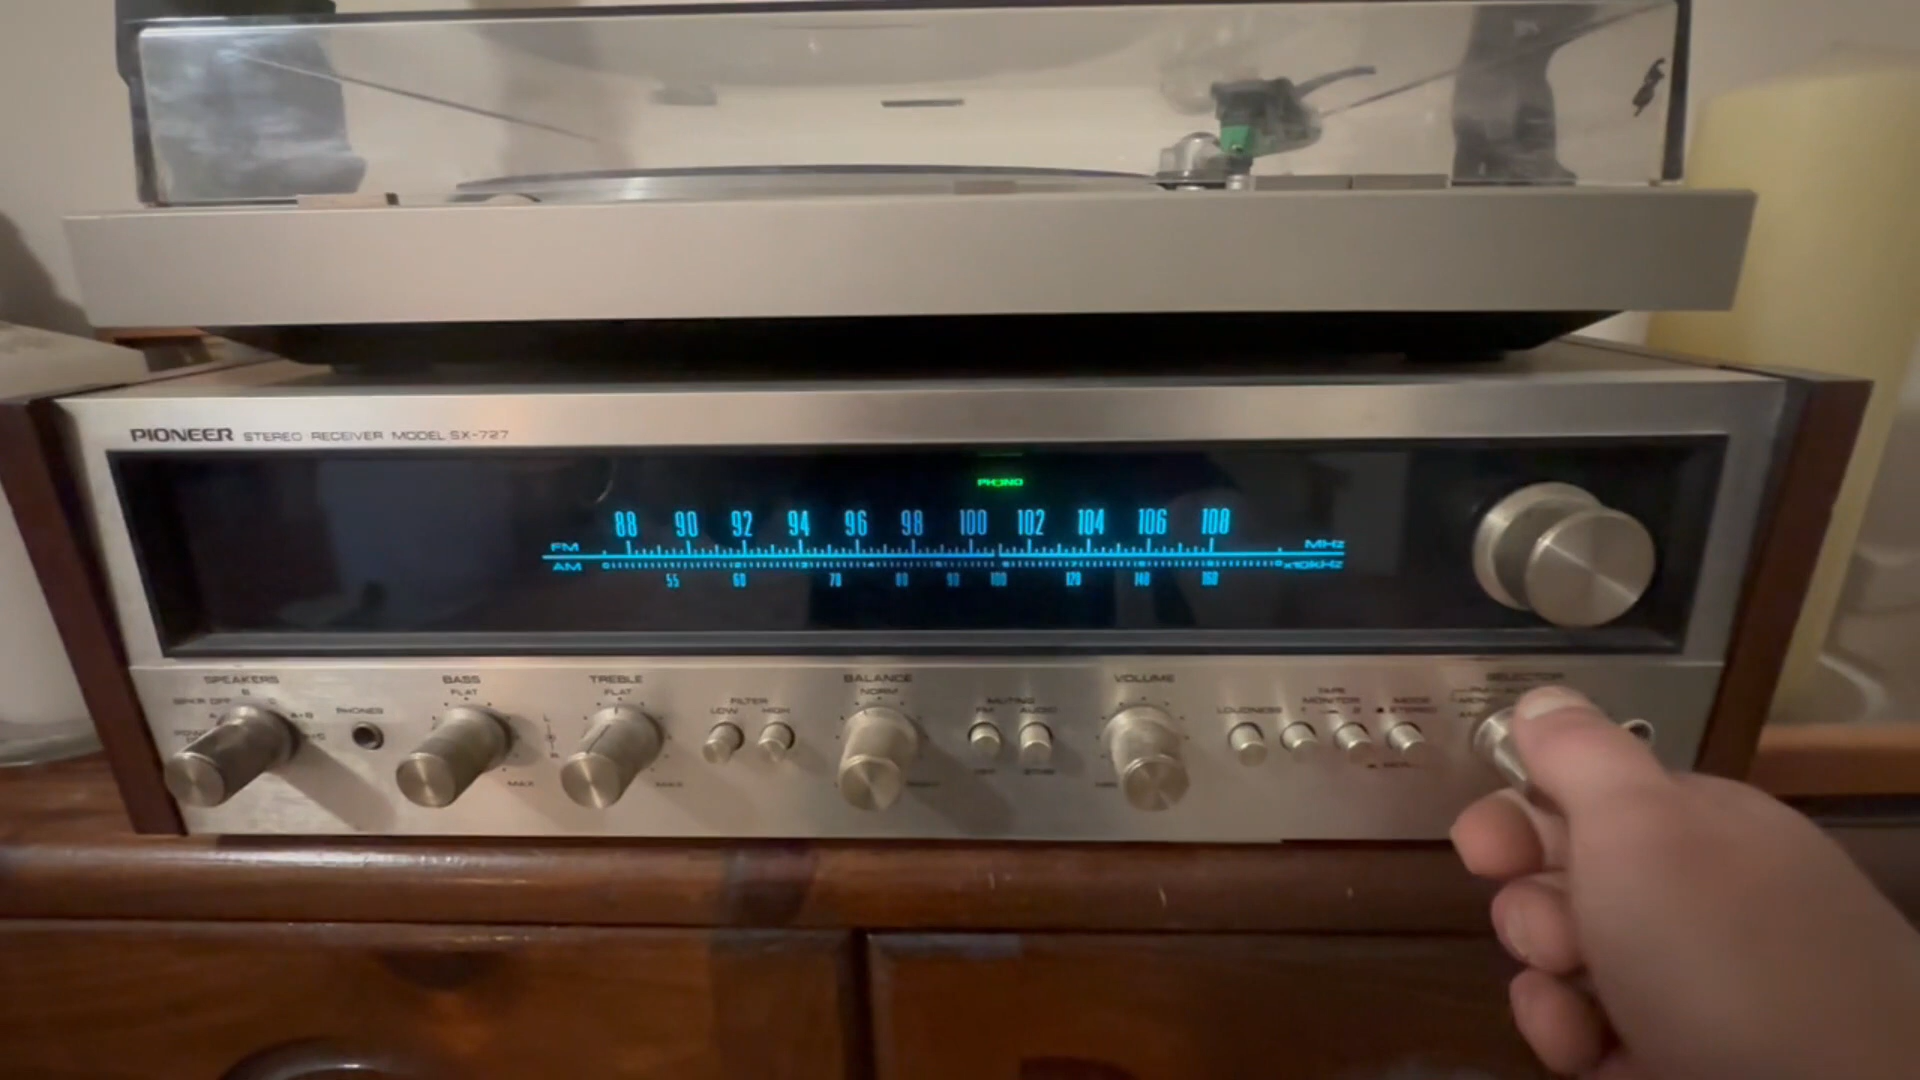 PIONEER STEREO RECEIVER MODEL SX-727
PHONO
88 90 92 94 96 98 100 102 104 106 108
FM MHz
AM x10kHz
55 60 70 80 90 100 120 140 160
SPEAKERS BASS TREBLE BALANCE VOLUME SELECTOR
B FLAT FLAT FILTER NORM MUTING TAPE MONITOR MODE
PHONES LOW HIGH FM AUDIO LOUDNESS 1 2 STEREO
A A+B
MAX MAX